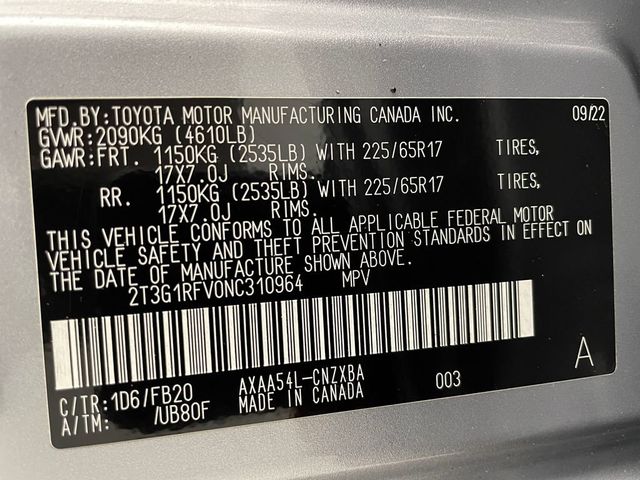 MFD.BY:TOYOTA MOTOR MANUFACTURING CANADA INC. 09/22
GVWR:2090KG (4610LB)
GAWR:FRT. 1150KG (2535LB) WITH 225/65R17 TIRES,
17X7.0J RIMS.
RR. 1150KG (2535LB) WITH 225/65R17 TIRES,
17X7.0J RIMS.
THIS VEHICLE CONFORMS TO ALL APPLICABLE FEDERAL MOTOR
VEHICLE SAFETY AND THEFT PREVENTION STANDARDS IN EFFECT ON
THE DATE OF MANUFACTURE SHOWN ABOVE.
2T3G1RFV0NC310964 MPV
A
C/TR:1D6/FB20 AXAA54L-CNZXBA 003
A/TM: /UB80F MADE IN CANADA